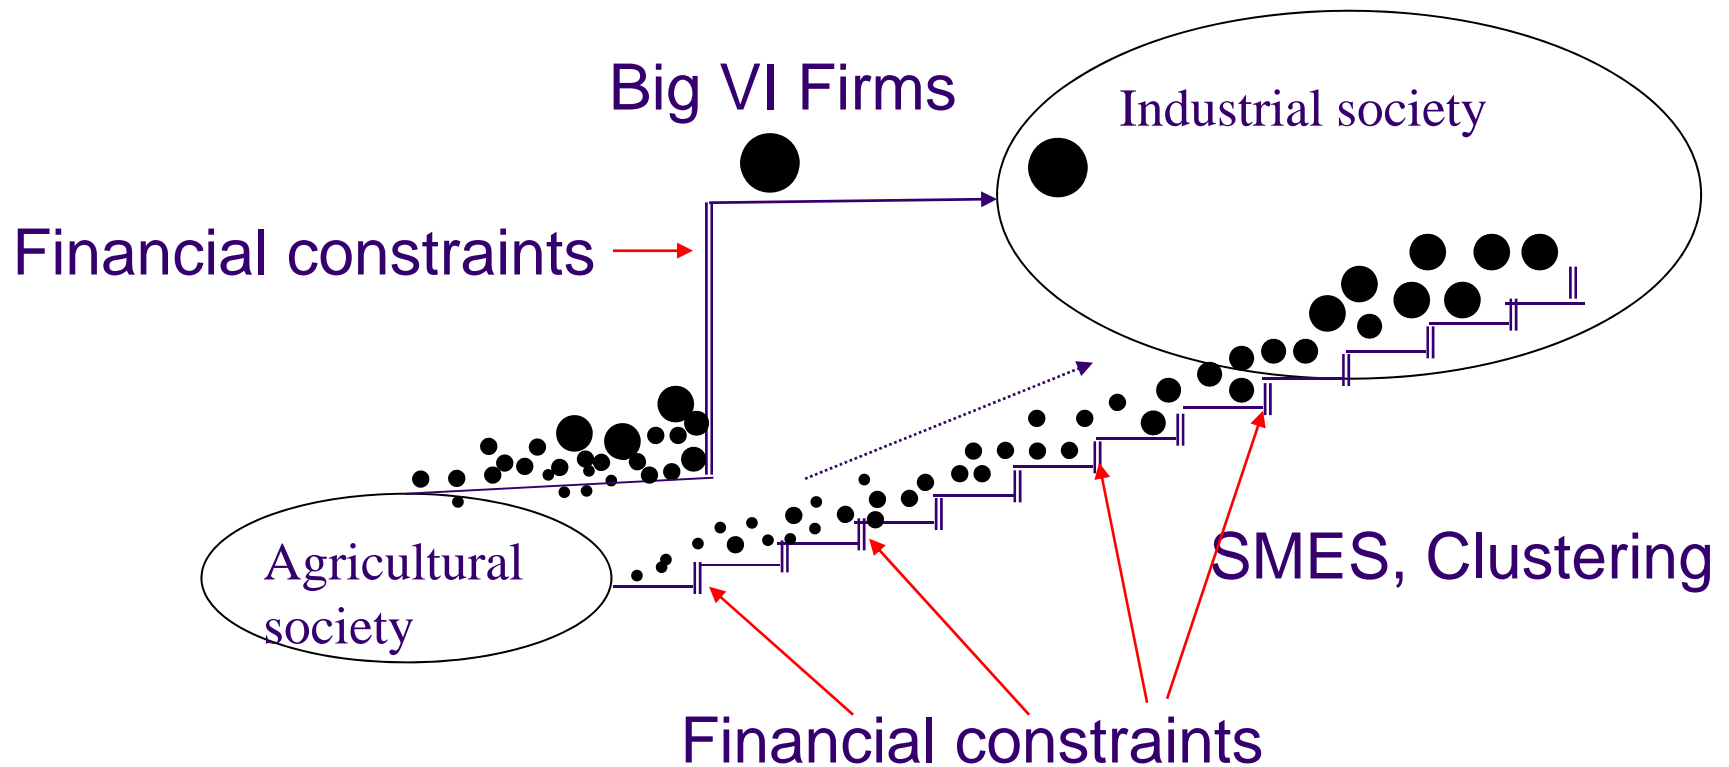 Big VI Firms
Industrial society
Financial constraints
Agricultural
society
SMES, Clustering
Financial constraints